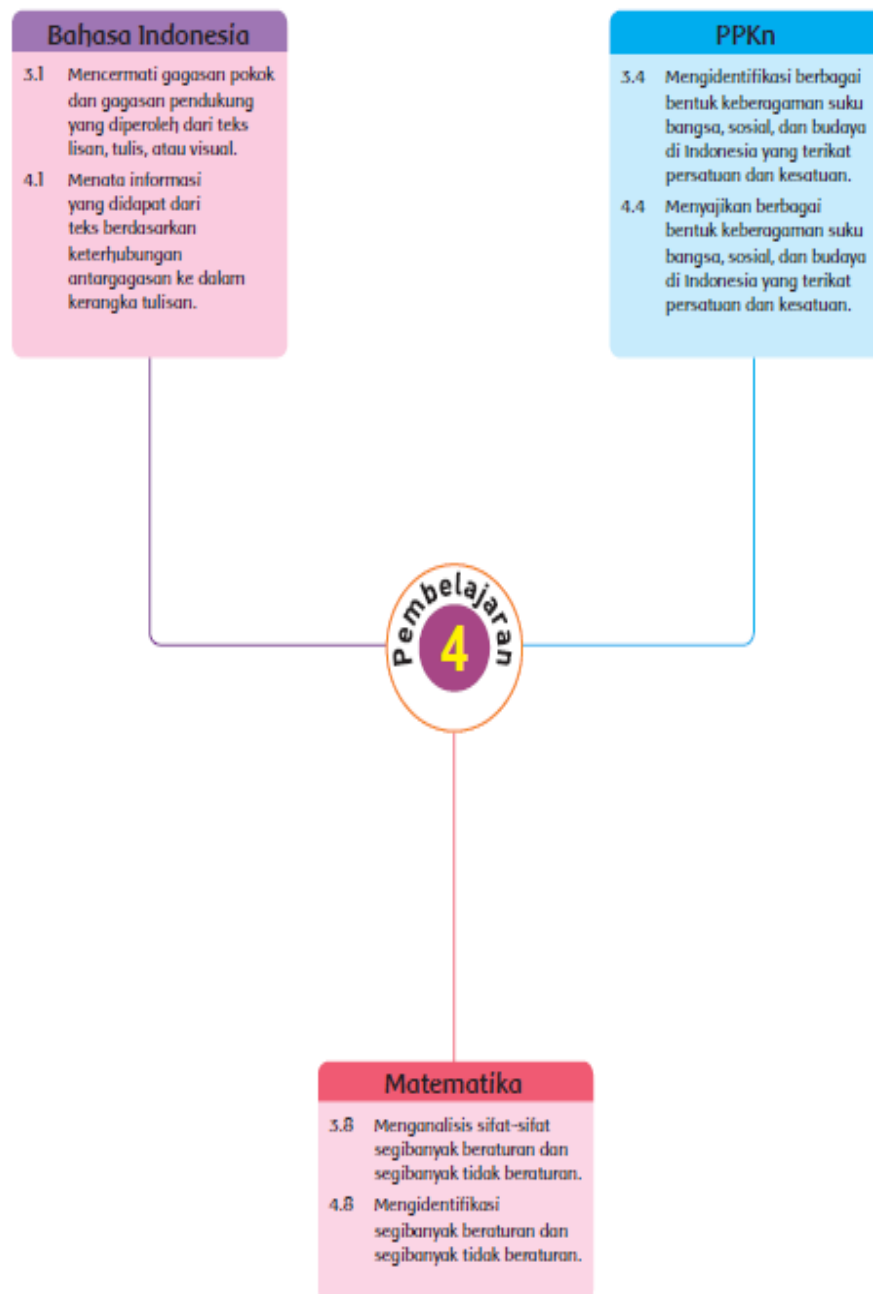 Bahasa Indonesia
3.1 Mencermati gagasan pokok
dan gagasan pendukung
yang diperoleh dari teks
lisan, tulis, atau visual.
4.1 Menata informasi
yang didapat dari
teks berdasarkan
keterhubungan
antargagasan ke dalam
kerangka tulisan.
PPKn
3.4 Mengidentifikasi berbagai
bentuk keberagaman suku
bangsa, sosial, dan budaya
di Indonesia yang terikat
persatuan dan kesatuan.
4.4 Menyajikan berbagai
bentuk keberagaman suku
bangsa, sosial, dan budaya
di Indonesia yang terikat
persatuan dan kesatuan.
Pembelajaran
4
Matematika
3.8 Menganalisis sifat-sifat
segibanyak beraturan dan
segibanyak tidak beraturan.
4.8 Mengidentifikasi
segibanyak beraturan dan
segibanyak tidak beraturan.